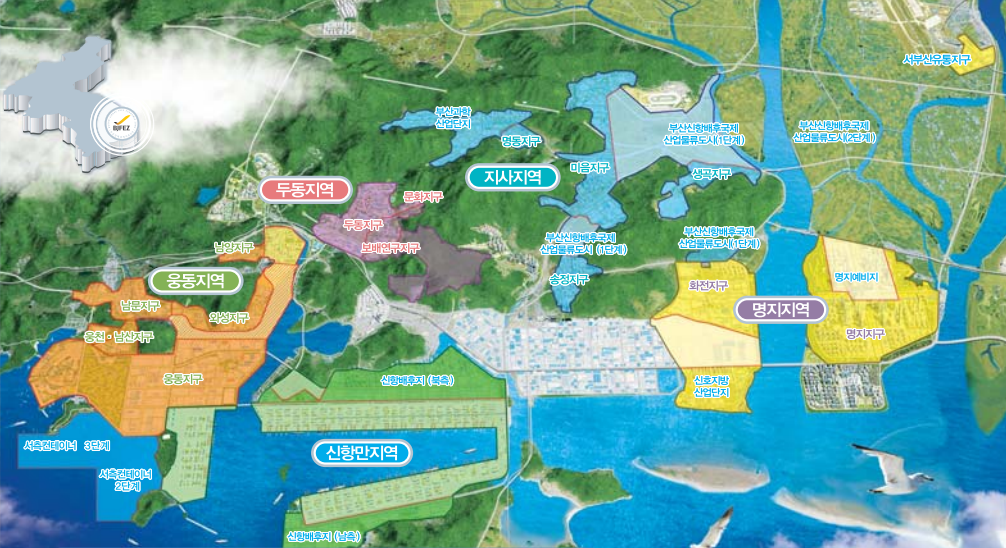 서부산유통지구
BJFEZ
부산과학
산업단지
명동지구
부산신항배후국제
산업물류도시(1단계)
부산신항배후국제
산업물류도시(2단계)
미음지구
생곡지구
지사지역
두동지역
문화지구
두동지구
보배연구지구
부산신항배후국제
산업물류도시 (1단계)
부산신항배후국제
산업물류도시(1단계)
남양지구
웅동지역
송정지구
화전지구
명지예비지
명지지역
명지지구
남문지구
와성지구
웅천·남산지구
웅동지구
신항배후지 (북측)
신호지방
산업단지
서측컨테이너 3단계
서측컨테이너
2단계
신항만지역
신항배후지 (남측)